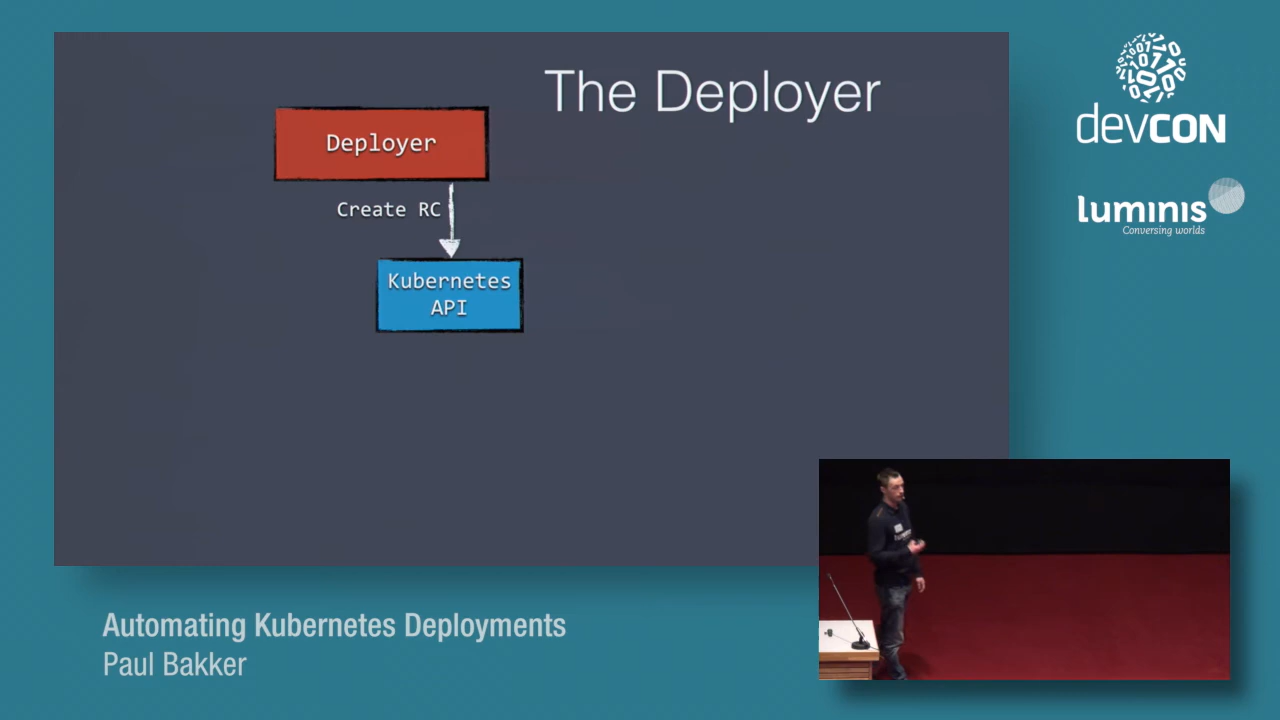 The Deployer
Deployer
Create RC
Kubernetes
API
devCON
luminis
Conversing worlds
Automating Kubernetes Deployments
Paul Bakker